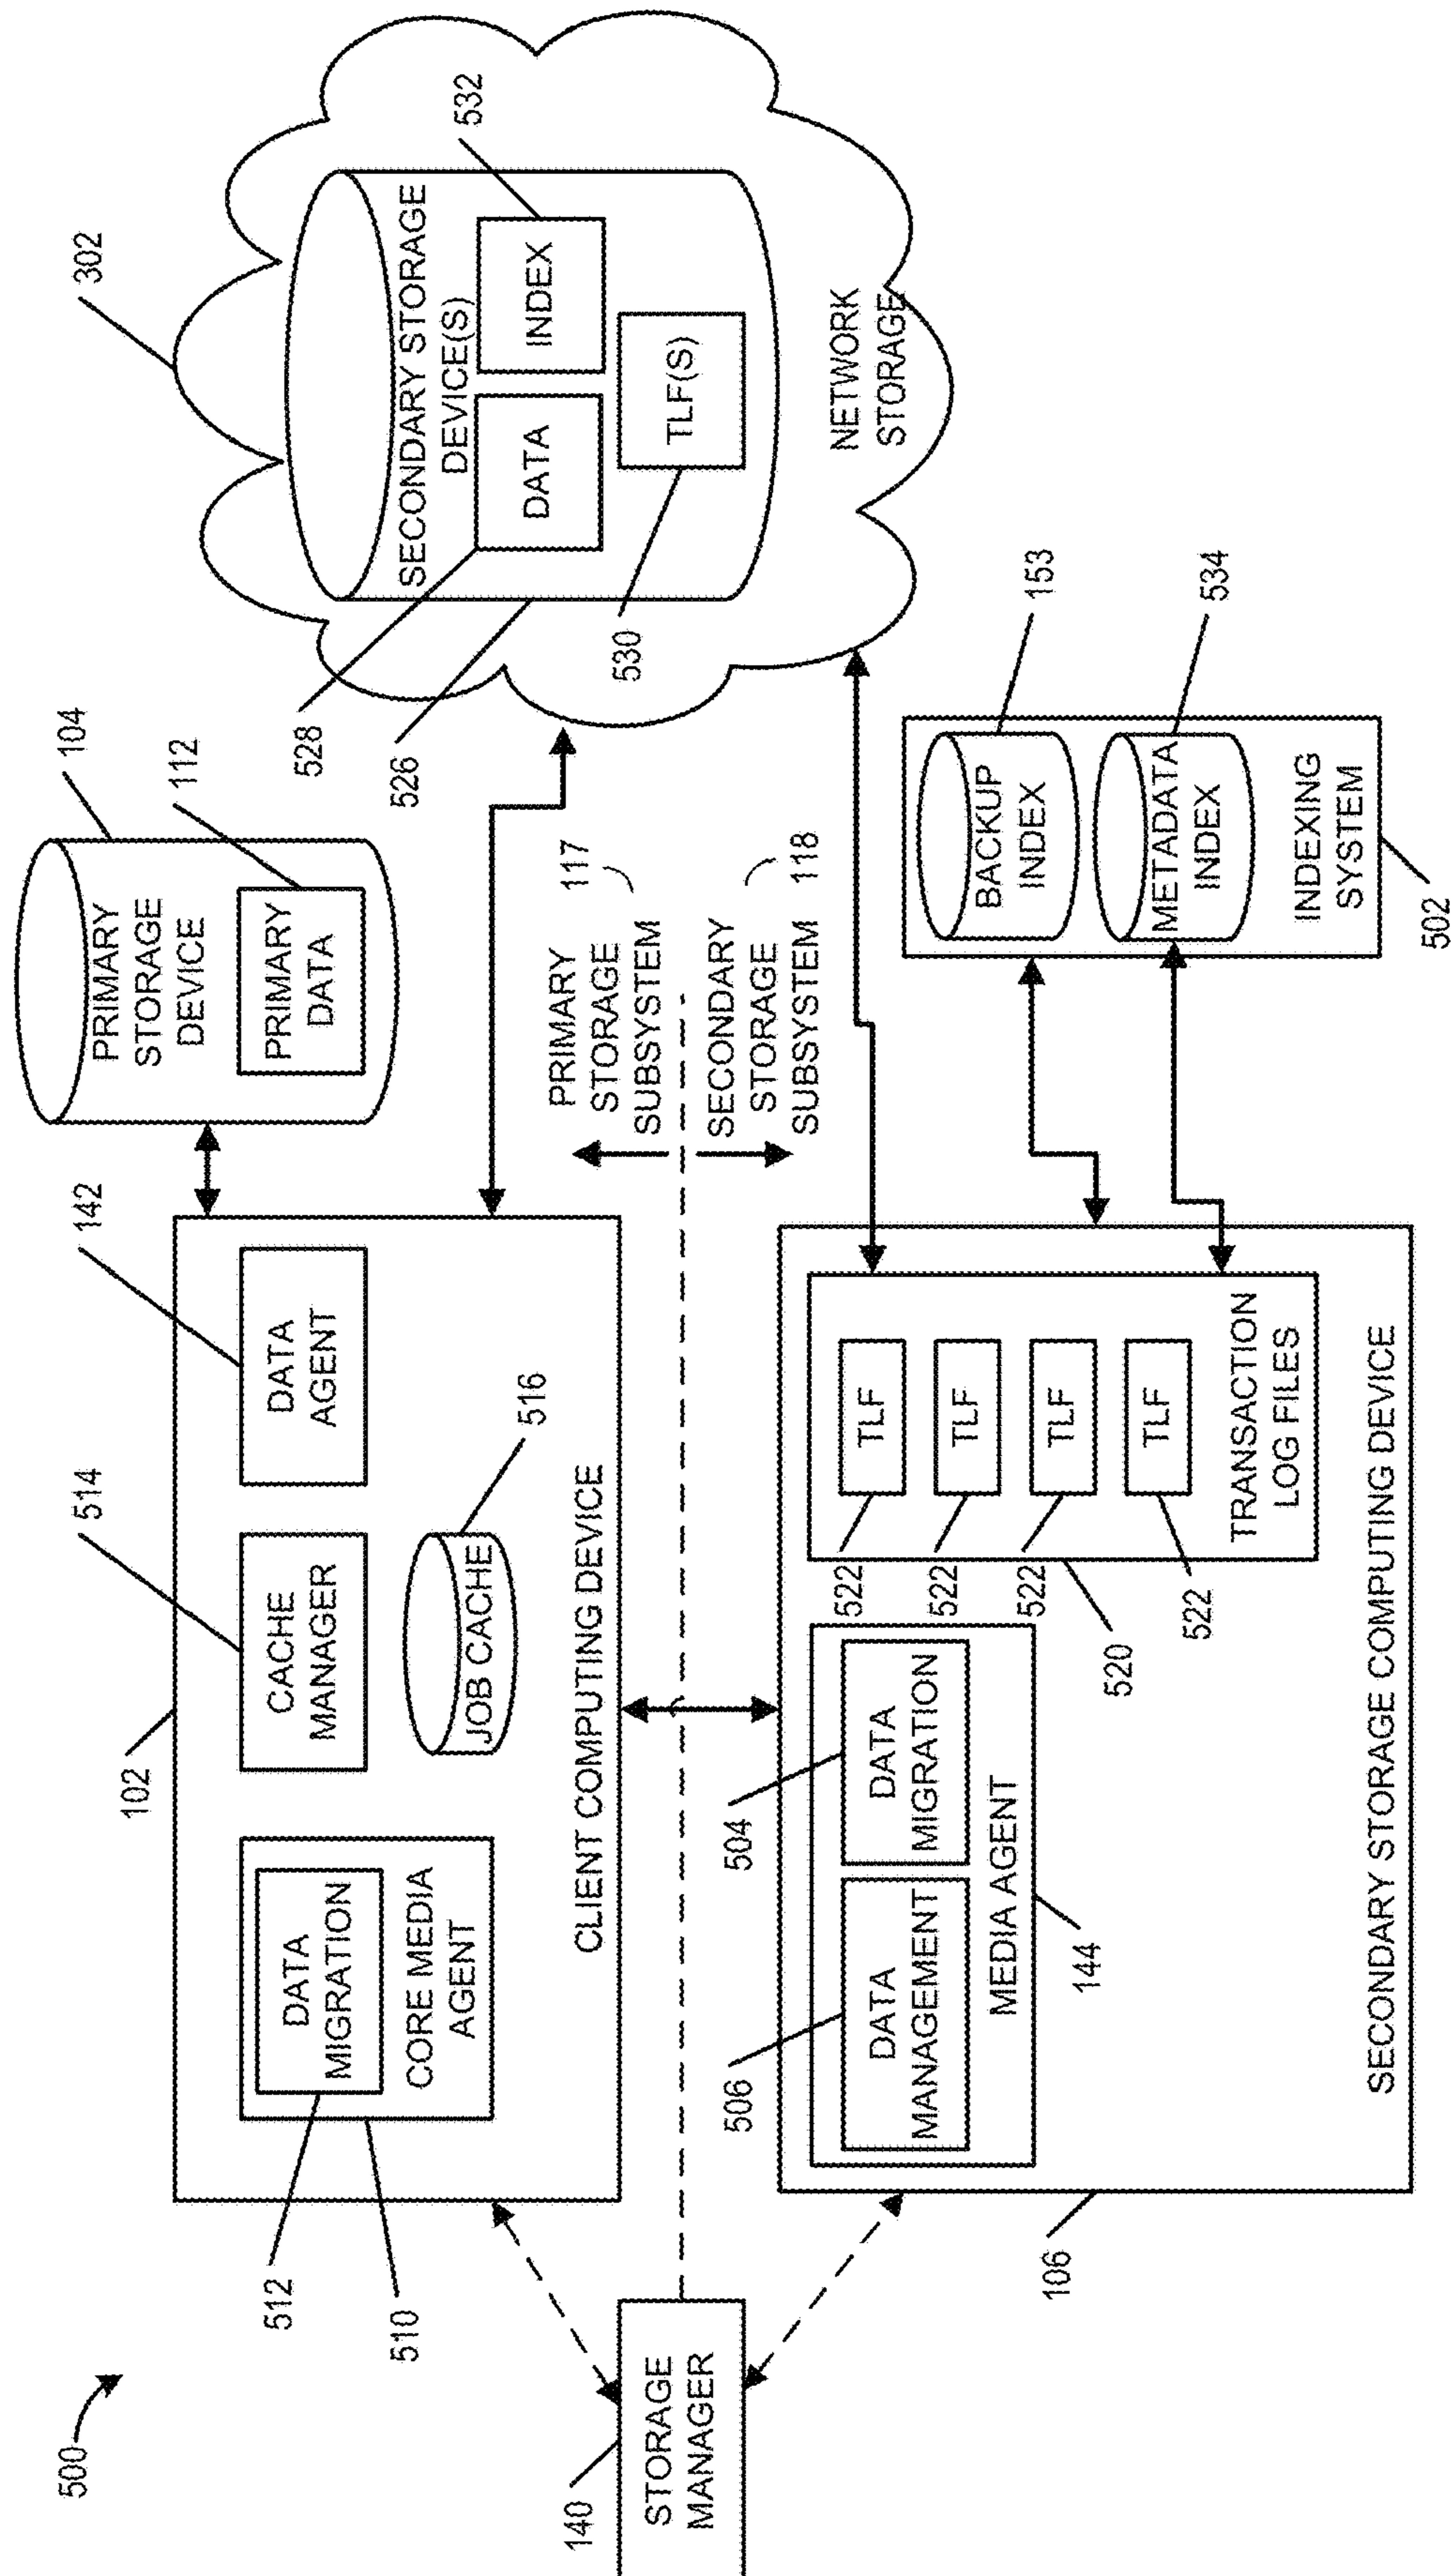 500
STORAGE
MANAGER
140
102
CLIENT COMPUTING DEVICE
DATA
MIGRATION
CORE MEDIA
AGENT
512
510
CACHE
MANAGER
514
JOB CACHE
516
DATA
AGENT
142
PRIMARY
STORAGE
DEVICE
PRIMARY
DATA
104
112
PRIMARY
STORAGE
SUBSYSTEM
117
SECONDARY
STORAGE
SUBSYSTEM
118
302
SECONDARY STORAGE
DEVICE(S)
DATA
INDEX
TLF(S)
532
528
526
530
NETWORK
STORAGE
106
SECONDARY STORAGE COMPUTING DEVICE
DATA
MANAGEMENT
DATA
MIGRATION
MEDIA AGENT
506
504
144
TLF
TLF
TLF
TLF
522
522
522
522
TRANSACTION
LOG FILES
520
BACKUP
INDEX
METADATA
INDEX
INDEXING
SYSTEM
153
534
502